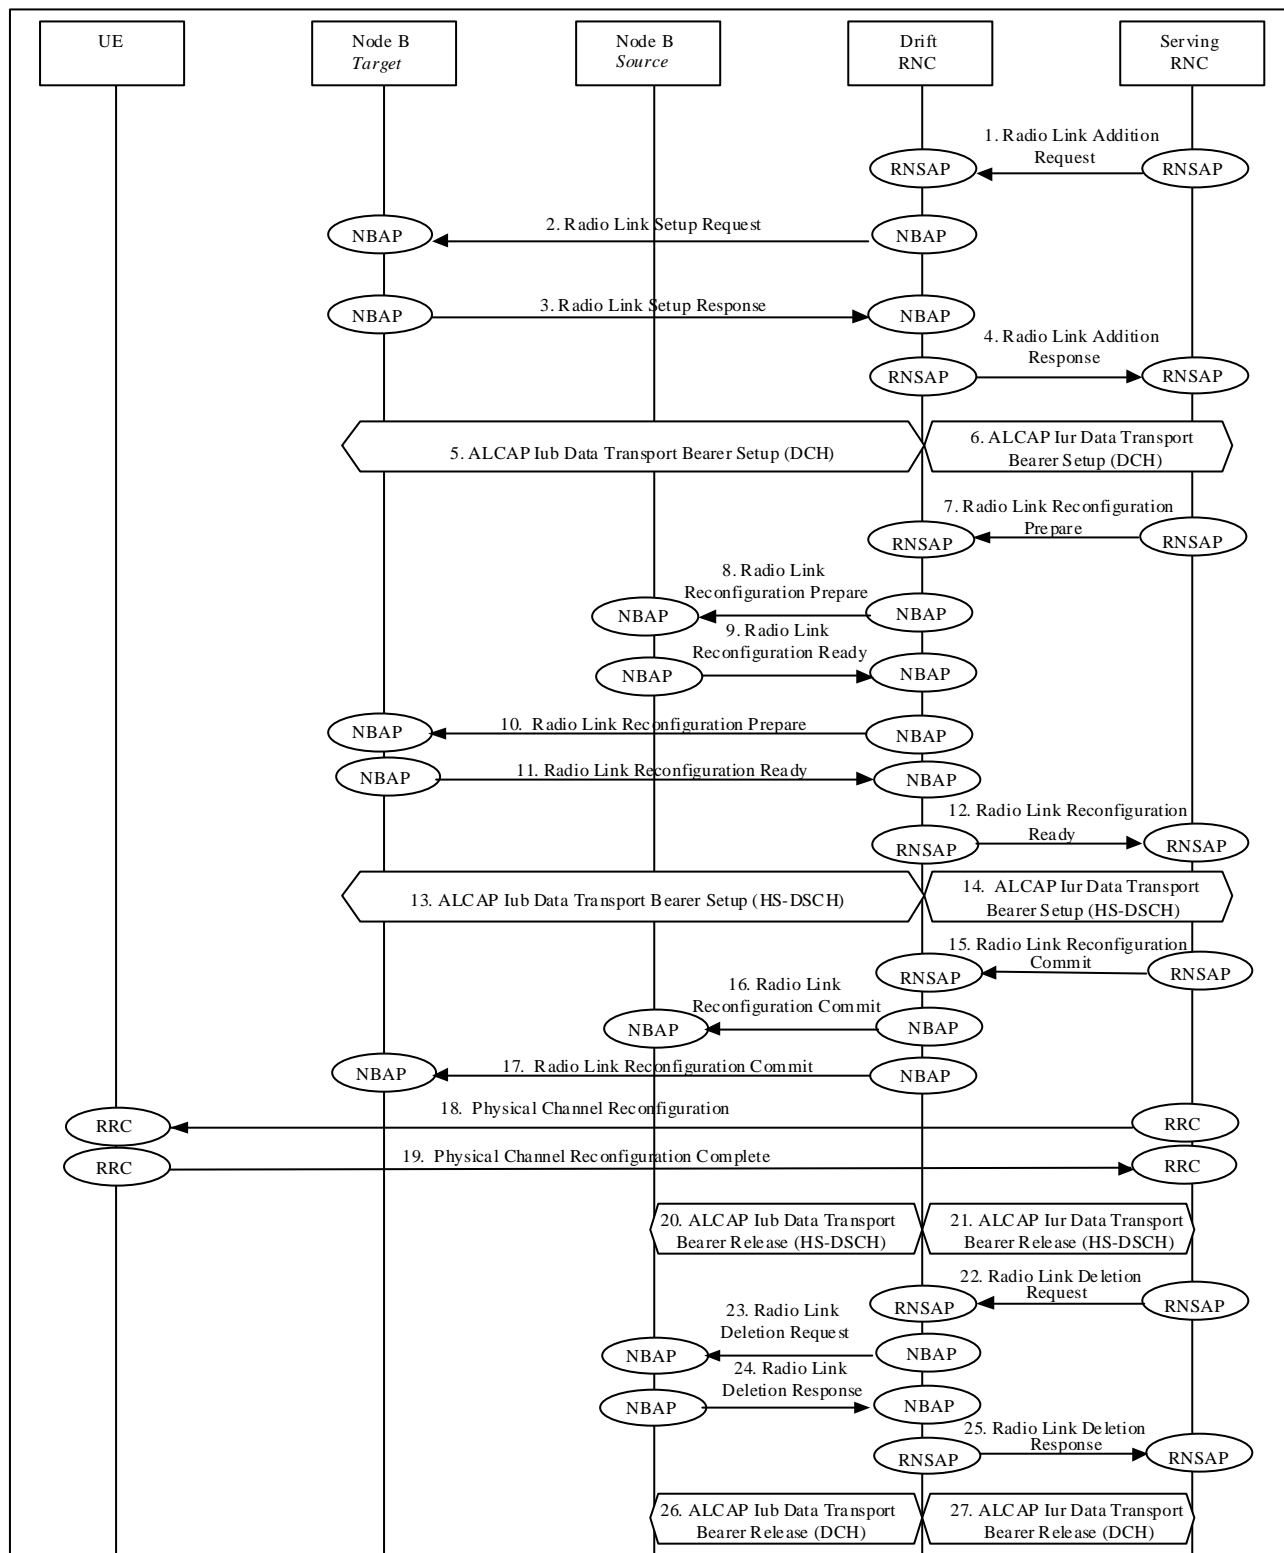 UE
Node B
Target
Node B
Source
Drift
RNC
Serving
RNC
1. Radio Link Addition
Request
RNSAP
RNSAP
NBAP
2. Radio Link Setup Request
NBAP
NBAP
3. Radio Link Setup Response
NBAP
4. Radio Link Addition
Response
RNSAP
RNSAP
5. ALCAP Iub Data Transport Bearer Setup (DCH)
6. ALCAP Iur Data Transport
Bearer Setup (DCH)
7. Radio Link Reconfiguration
Prepare
RNSAP
RNSAP
8. Radio Link
Reconfiguration Prepare
NBAP
NBAP
9. Radio Link
Reconfiguration Ready
NBAP
NBAP
NBAP
10. Radio Link Reconfiguration Prepare
NBAP
NBAP
11. Radio Link Reconfiguration Ready
NBAP
12. Radio Link Reconfiguration
Ready
RNSAP
RNSAP
13. ALCAP Iub Data Transport Bearer Setup (HS-DSCH)
14. ALCAP Iur Data Transport
Bearer Setup (HS-DSCH)
15. Radio Link Reconfiguration
Commit
RNSAP
RNSAP
16. Radio Link
Reconfiguration Commit
NBAP
NBAP
NBAP
17. Radio Link Reconfiguration Commit
NBAP
RRC
18. Physical Channel Reconfiguration
RRC
RRC
19. Physical Channel Reconfiguration Complete
RRC
20. ALCAP Iub Data Transport
Bearer Release (HS-DSCH)
21. ALCAP Iur Data Transport
Bearer Release (HS-DSCH)
22. Radio Link Deletion
Request
RNSAP
RNSAP
23. Radio Link
Deletion Request
NBAP
NBAP
24. Radio Link
Deletion Response
NBAP
NBAP
25. Radio Link Deletion
Response
RNSAP
RNSAP
26. ALCAP Iub Data Transport
Bearer Release (DCH)
27. ALCAP Iur Data Transport
Bearer Release (DCH)